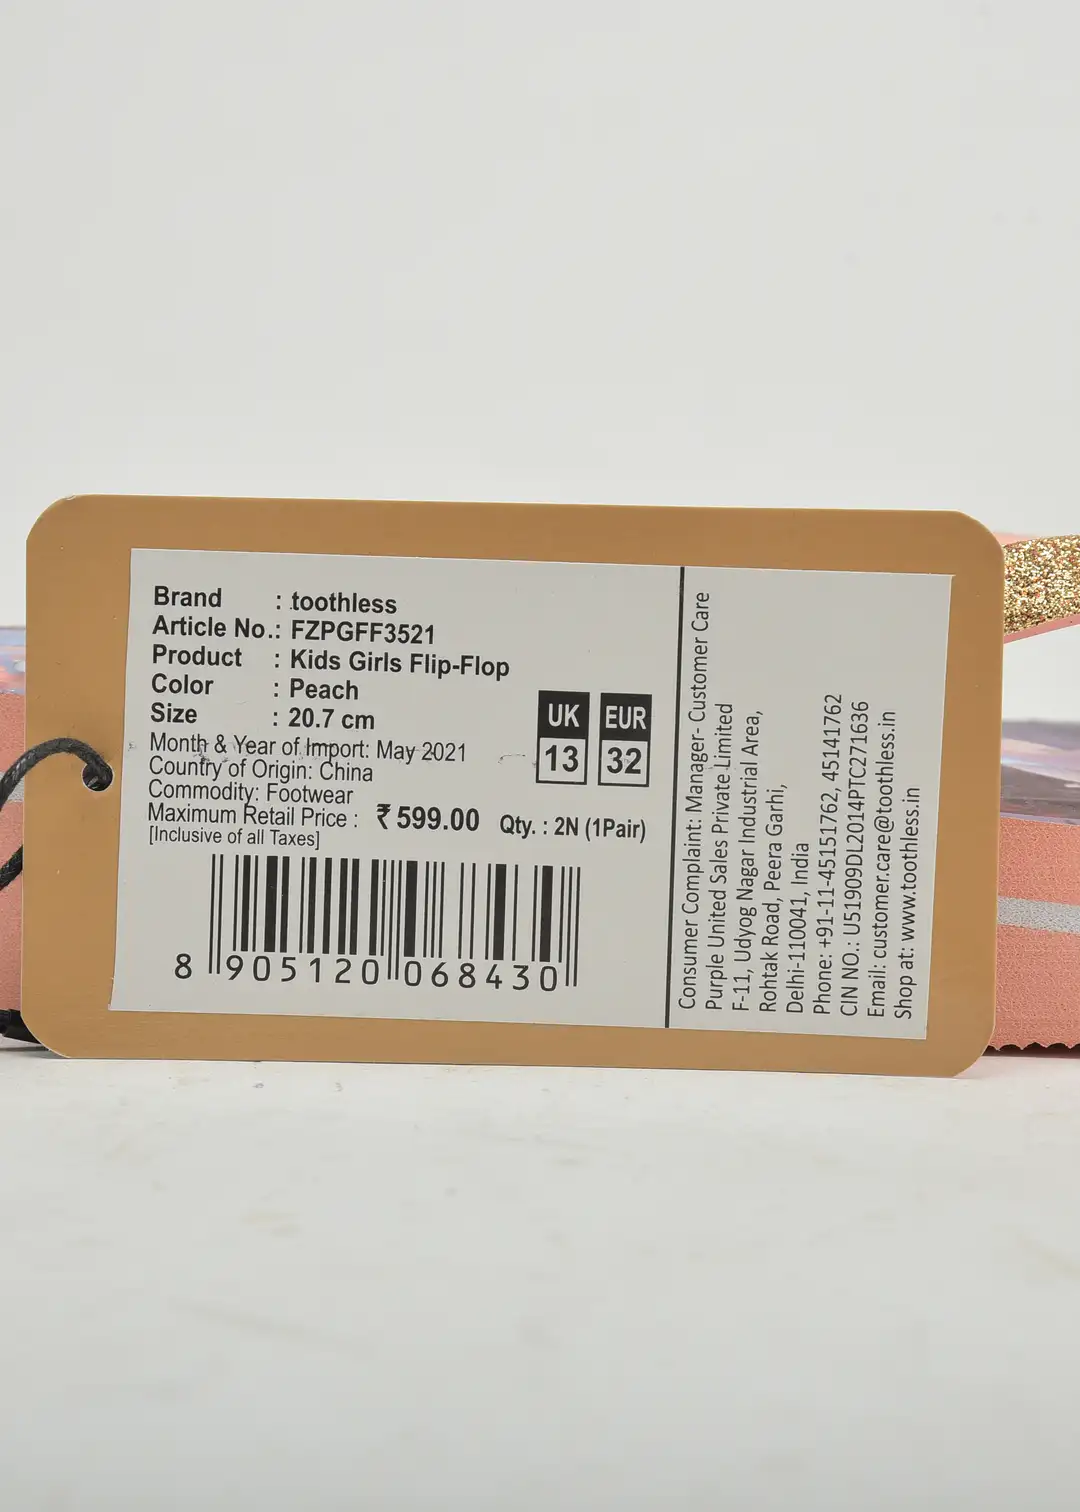 Brand : toothless
Article No.: FZPGFF3521
Product : Kids Girls Flip-Flop
Color : Peach
Size : 20.7 cm
UK EUR
13 32
Month & Year of Import: May 2021
Country of Origin: China
Commodity: Footwear
Maximum Retail Price : ₹ 599.00 Qty. : 2N (1Pair)
[Inclusive of all Taxes]
8 905120 068430
Consumer Complaint: Manager- Customer Care
Purple United Sales Private Limited
F-11, Udyog Nagar Industrial Area,
Rohtak Road, Peera Garhi,
Delhi-110041, India
Phone: +91-11-45151762, 45141762
CIN NO.: U51909DL2014PTC271636
Email: customer.care@toothless.in
Shop at: www.toothless.in